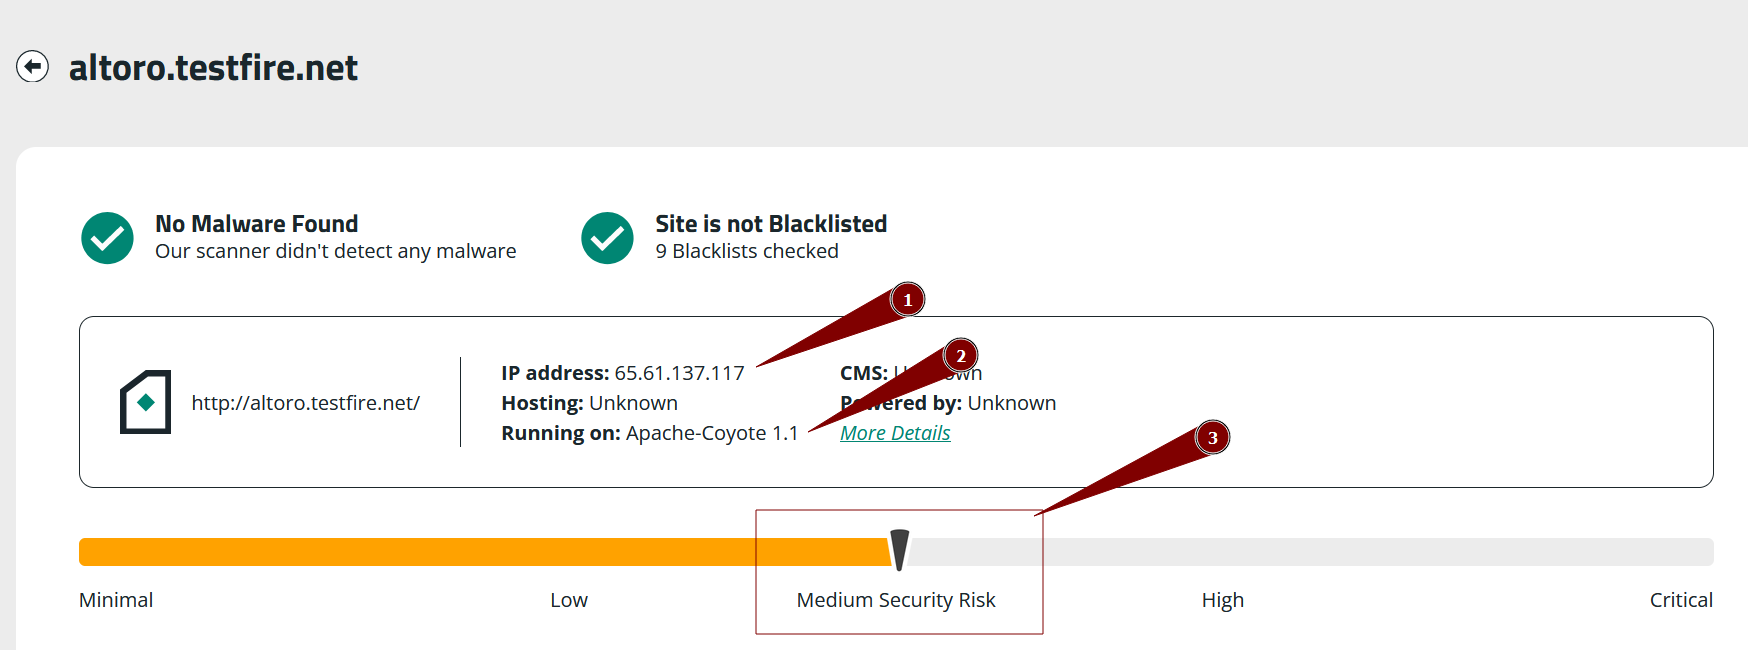 altoro.testfire.net
No Malware Found
Our scanner didn't detect any malware
Site is not Blacklisted
9 Blacklists checked
1
2
http://altoro.testfire.net/
IP address: 65.61.137.117
Hosting: Unknown
Running on: Apache-Coyote 1.1
CMS: Unknown
Powered by: Unknown
More Details
3
Minimal
Low
Medium Security Risk
High
Critical